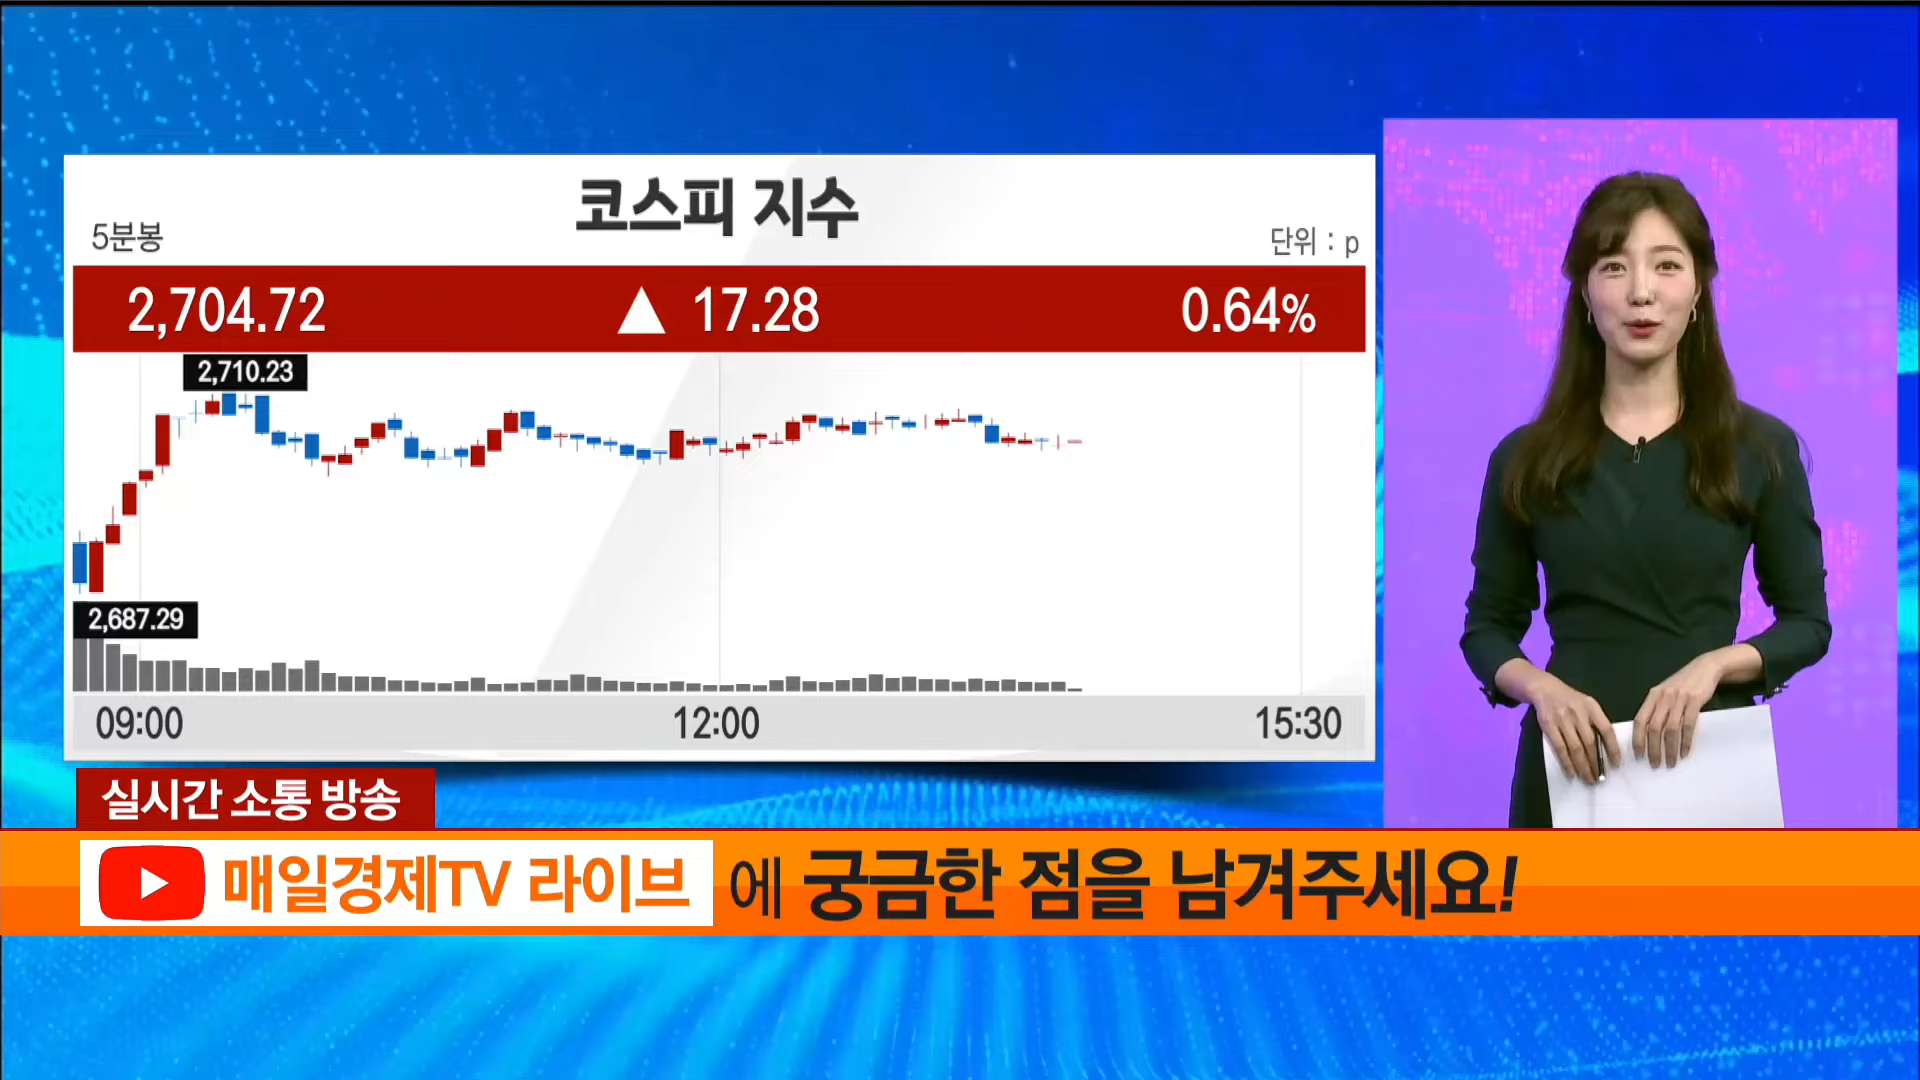 코스피 지수
5분봉
단위 : p
2,704.72 ▲ 17.28 0.64%
2,710.23
2,687.29
09:00 12:00 15:30
실시간 소통 방송
매일경제TV 라이브 에 궁금한 점을 남겨주세요!